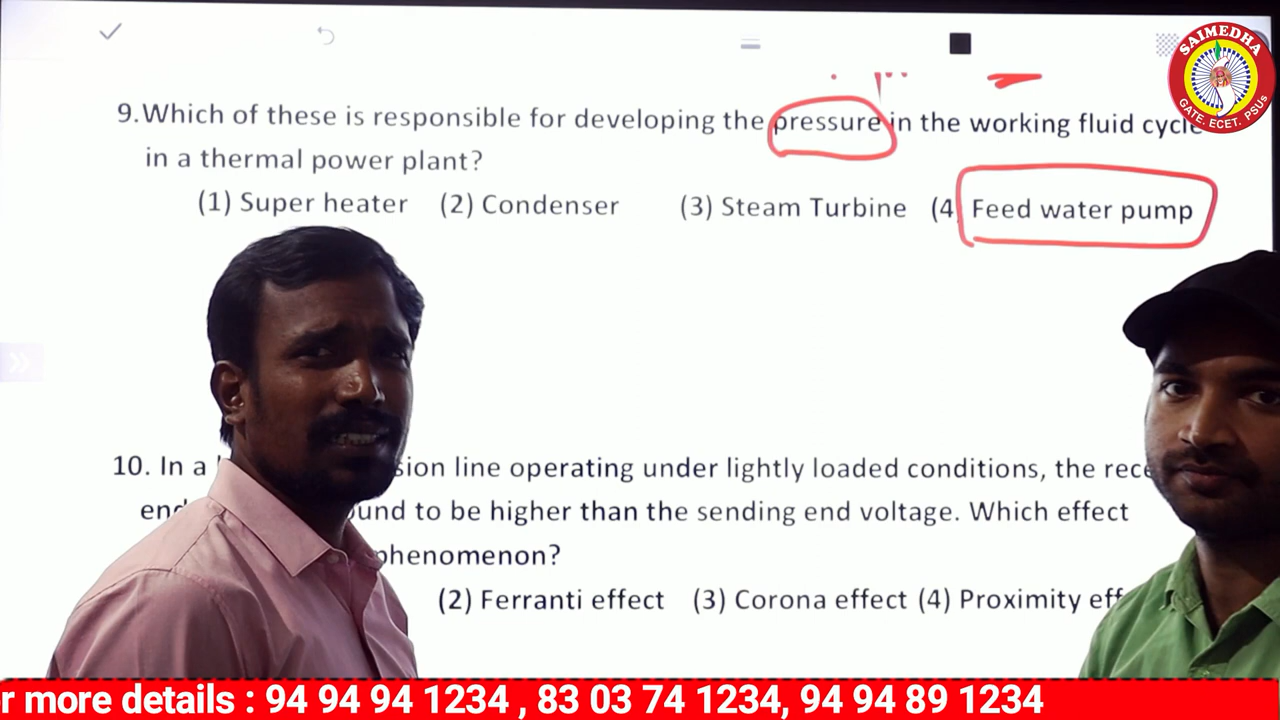 SAIMEDHA
GATE. ECET. PSUs
9.Which of these is responsible for developing the pressure in the working fluid cycle
in a thermal power plant?
(1) Super heater (2) Condenser (3) Steam Turbine (4 Feed water pump
10. In a sion line operating under lightly loaded conditions, the rece
end und to be higher than the sending end voltage. Which effect
phenomenon?
(2) Ferranti effect (3) Corona effect (4) Proximity eff
r more details : 94 94 94 1234 , 83 03 74 1234, 94 94 89 1234